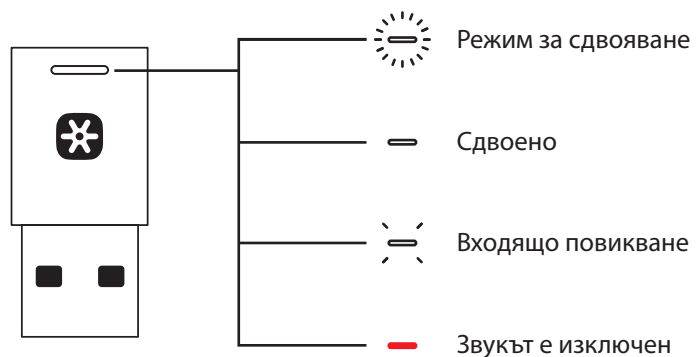 Режим за сдвояване
Сдвоено
Входящо повикване
Звукът е изключен